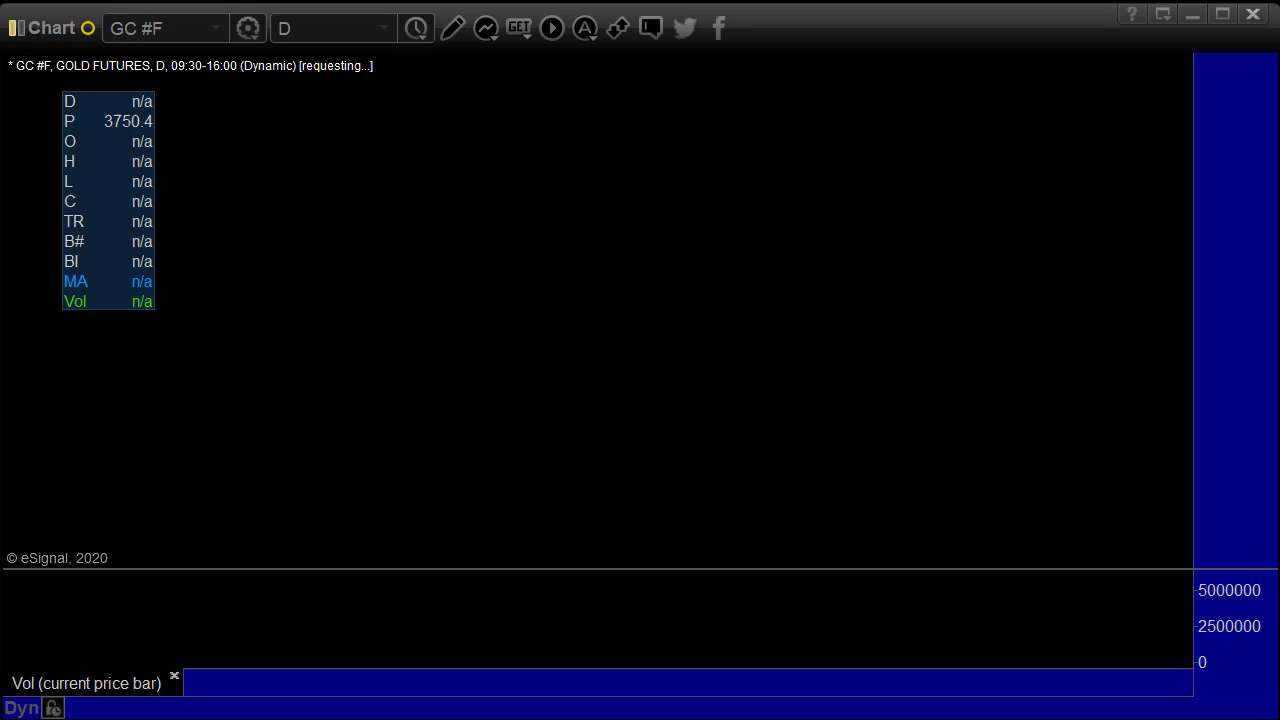 Chart GC #F D GET A ?
* GC #F, GOLD FUTURES, D, 09:30-16:00 (Dynamic) [requesting...]
D n/a
P 3750.4
O n/a
H n/a
L n/a
C n/a
TR n/a
B# n/a
BI n/a
MA n/a
Vol n/a
© eSignal, 2020
5000000
2500000
0
Vol (current price bar)
Dyn